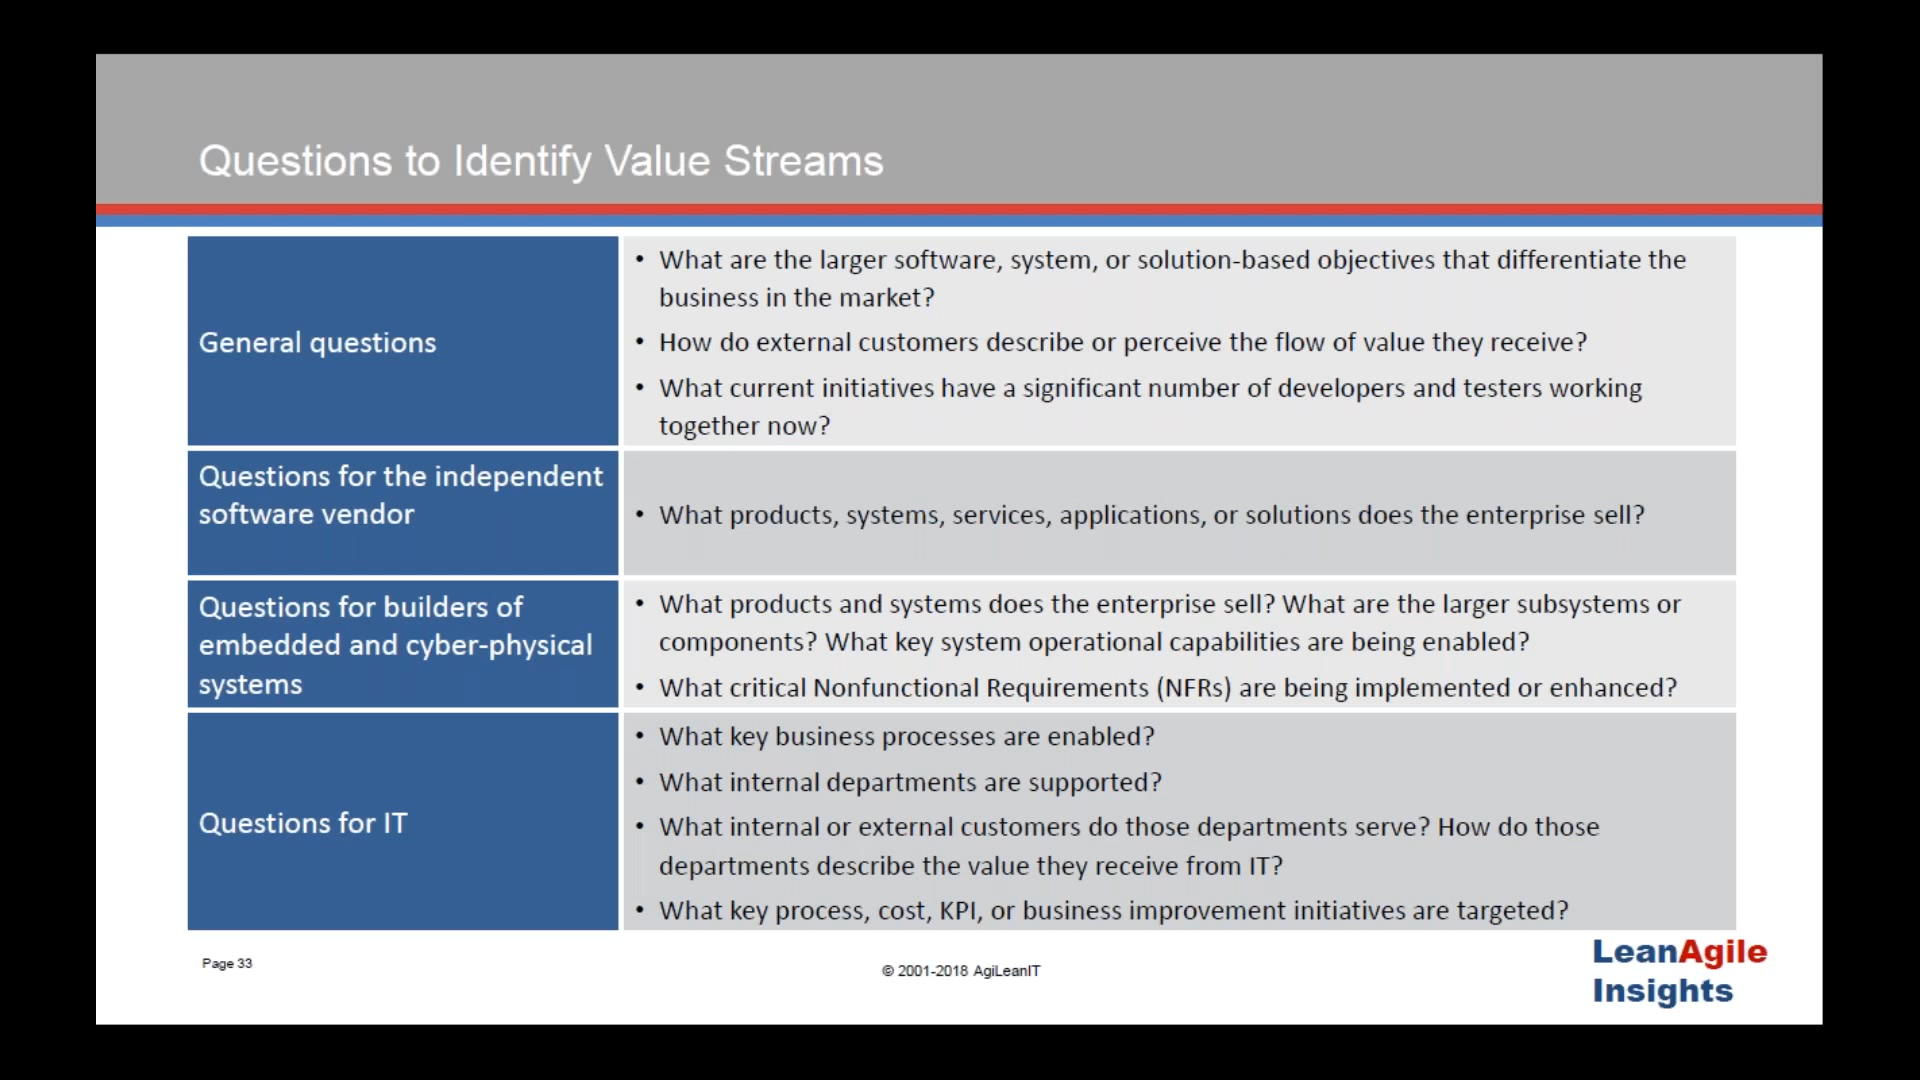 Questions to Identify Value Streams
General questions
• What are the larger software, system, or solution-based objectives that differentiate the
business in the market?
• How do external customers describe or perceive the flow of value they receive?
• What current initiatives have a significant number of developers and testers working
together now?
Questions for the independent
software vendor
• What products, systems, services, applications, or solutions does the enterprise sell?
Questions for builders of
embedded and cyber-physical
systems
• What products and systems does the enterprise sell? What are the larger subsystems or
components? What key system operational capabilities are being enabled?
• What critical Nonfunctional Requirements (NFRs) are being implemented or enhanced?
Questions for IT
• What key business processes are enabled?
• What internal departments are supported?
• What internal or external customers do those departments serve? How do those
departments describe the value they receive from IT?
• What key process, cost, KPI, or business improvement initiatives are targeted?
Page 33
© 2001-2018 AgiLeanIT
LeanAgile
Insights